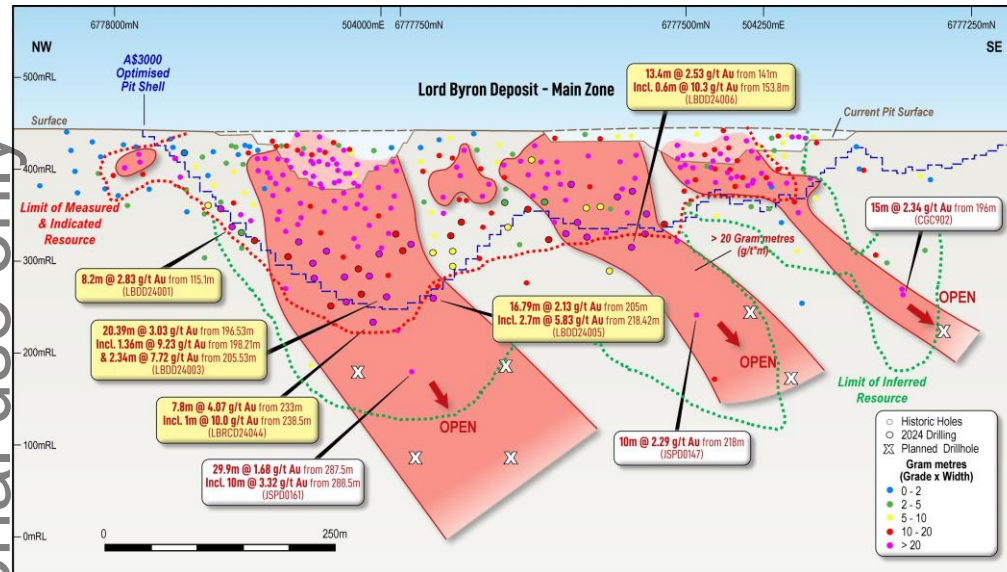 6778000mN
504000mE
6777750mN
6777500mN
504250mE
6777250mN
NW
SE
A$3000
Optimised
Pit Shell
500mRL
Lord Byron Deposit - Main Zone
13.4m @ 2.53 g/t Au from 141m
Incl. 0.6m @ 10.3 g/t Au from 153.8m
(LBDD24006)
Surface
Current Pit Surface
400mRL
Limit of Measured
& Indicated
Resource
15m @ 2.34 g/t Au from 196m
(CGC902)
> 20 Gram metres
(g/t*m)
300mRL
8.2m @ 2.83 g/t Au from 115.1m
(LBDD24001)
16.79m @ 2.13 g/t Au from 205m
Incl. 2.7m @ 5.83 g/t Au from 218.42m
(LBDD24005)
OPEN
20.39m @ 3.03 g/t Au from 196.53m
Incl. 1.36m @ 9.23 g/t Au from 198.21m
& 2.34m @ 7.72 g/t Au from 205.53m
(LBDD24003)
200mRL
OPEN
Limit of Inferred
Resource
7.8m @ 4.07 g/t Au from 233m
Incl. 1m @ 10.0 g/t Au from 238.5m
(LBRCD24044)
OPEN
100mRL
10m @ 2.29 g/t Au from 218m
(JSPD0147)
29.9m @ 1.68 g/t Au from 287.5m
Incl. 10m @ 3.32 g/t Au from 288.5m
(JSPD0161)
0mRL
0
250m
Historic Holes
2024 Drilling
Planned Drillhole
Gram metres
(Grade x Width)
0 - 2
2 - 5
5 - 10
10 - 20
> 20